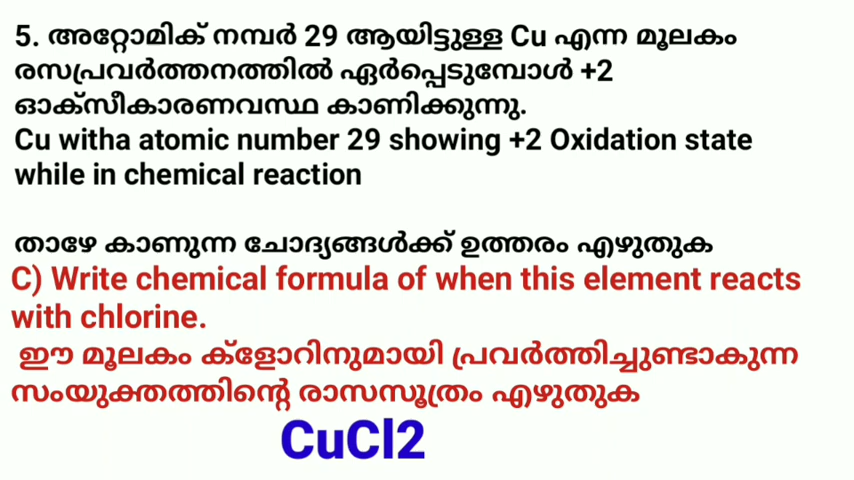 5. അറ്റോമിക് നമ്പർ 29 ആയിട്ടുള്ള Cu എന്ന മൂലകം
രസപ്രവർത്തനത്തിൽ ഏർപ്പെടുമ്പോൾ +2
ഓക്സീകാരണവസ്ഥ കാണിക്കുന്നു.
Cu witha atomic number 29 showing +2 Oxidation state
while in chemical reaction
താഴേ കാണുന്ന ചോദ്യങ്ങൾക്ക് ഉത്തരം എഴുതുക
C) Write chemical formula of when this element reacts
with chlorine.
ഈ മൂലകം ക്ളോറിനുമായി പ്രവർത്തിച്ചുണ്ടാകുന്ന
സംയുക്തത്തിന്റെ രാസസൂത്രം എഴുതുക
CuCl2